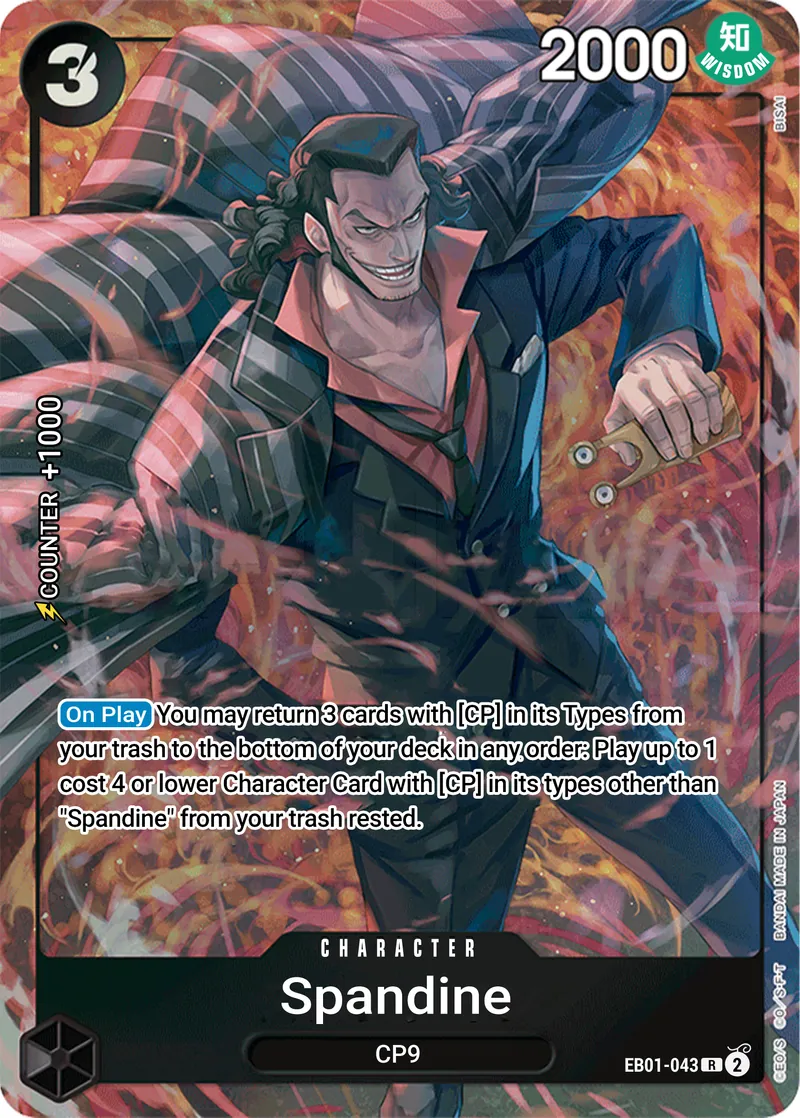 3
2000
知
WISDOM
BISAI
COUNTER +1000
On Play You may return 3 cards with [CP] in its Types from
your trash to the bottom of your deck in any order: Play up to 1
cost 4 or lower Character Card with [CP] in its types other than
"Spandine" from your trash rested.
BANDAI MADE IN JAPAN
©EO/S ©O/S·F·T
CHARACTER
Spandine
CP9
EB01-043 R 2